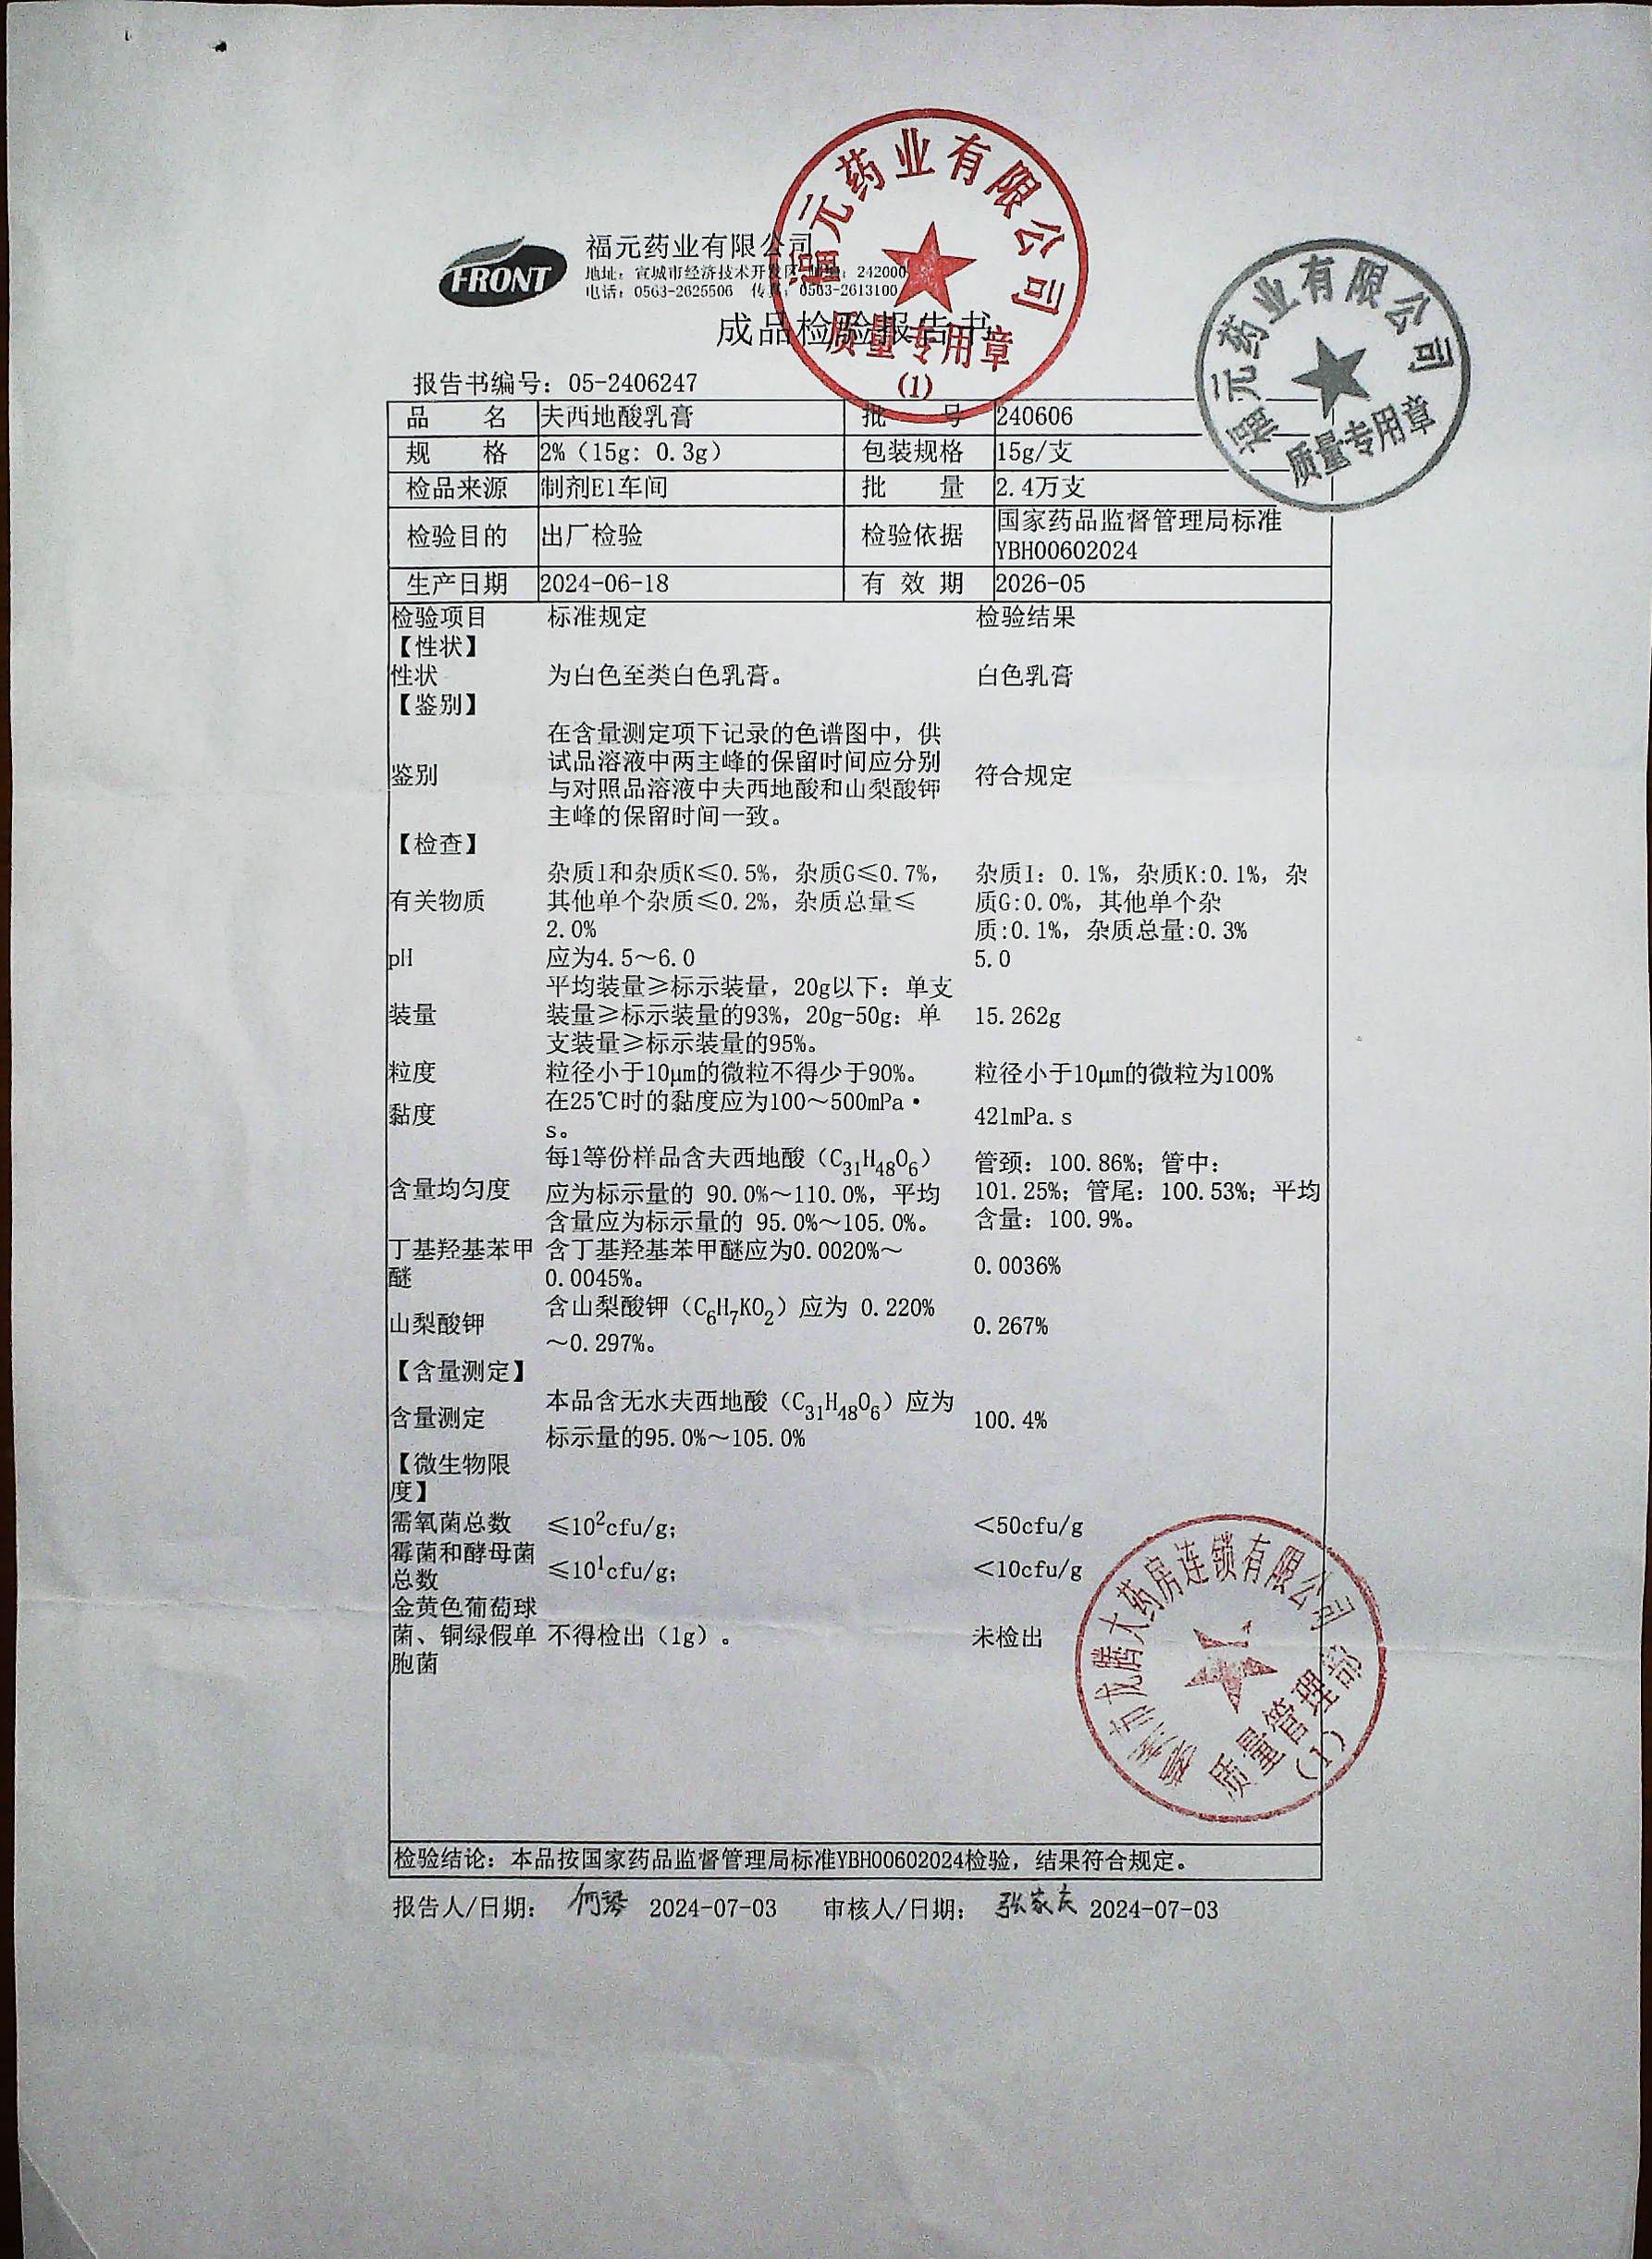 福元药业有限公司
FRONT
地址：宣城市经济技术开发区 邮编：242000
电话：0563-2625506 传真：0563-2613100
成品检验报告书
报告书编号：05-2406247
品 名 夫西地酸乳膏 批 号 240606
规 格 2%（15g：0.3g） 包装规格 15g/支
检品来源 制剂E1车间 批 量 2.4万支
检验目的 出厂检验 检验依据 国家药品监督管理局标准
YBH00602024
生产日期 2024-06-18 有 效 期 2026-05
检验项目 标准规定 检验结果
【性状】
性状 为白色至类白色乳膏。 白色乳膏
【鉴别】
在含量测定项下记录的色谱图中，供
试品溶液中两主峰的保留时间应分别
鉴别 与对照品溶液中夫西地酸和山梨酸钾 符合规定
主峰的保留时间一致。
【检查】
杂质I和杂质K≤0.5%，杂质G≤0.7%， 杂质I：0.1%，杂质K:0.1%，杂
有关物质 其他单个杂质≤0.2%，杂质总量≤ 质G:0.0%，其他单个杂
2.0% 质:0.1%，杂质总量:0.3%
pH 应为4.5～6.0 5.0
平均装量≥标示装量，20g以下：单支
装量 装量≥标示装量的93%，20g-50g：单 15.262g
支装量≥标示装量的95%。
粒度 粒径小于10μm的微粒不得少于90%。 粒径小于10μm的微粒为100%
黏度 在25℃时的黏度应为100～500mPa· 421mPa.s
s。
每1等份样品含夫西地酸（C31H48O6） 管颈：100.86%；管中：
含量均匀度 应为标示量的 90.0%～110.0%，平均 101.25%；管尾：100.53%；平均
含量应为标示量的 95.0%～105.0%。 含量：100.9%。
丁基羟基苯甲 含丁基羟基苯甲醚应为0.0020%～ 0.0036%
醚 0.0045%。
山梨酸钾 含山梨酸钾（C6H7KO2）应为 0.220% 0.267%
～0.297%。
【含量测定】
含量测定 本品含无水夫西地酸（C31H48O6）应为 100.4%
标示量的95.0%～105.0%
【微生物限
度】
需氧菌总数 ≤10²cfu/g； <50cfu/g
霉菌和酵母菌 ≤10¹cfu/g； <10cfu/g
总数
金黄色葡萄球
菌、铜绿假单 不得检出（1g）。 未检出
胞菌
检验结论：本品按国家药品监督管理局标准YBH00602024检验，结果符合规定。
报告人/日期： 2024-07-03 审核人/日期：张家庆 2024-07-03
福元药业有限公司
质量专用章
(1)
福元药业有限公司
质量专用章
市龙腾大药房连锁有限公司
质量管理部
(1)